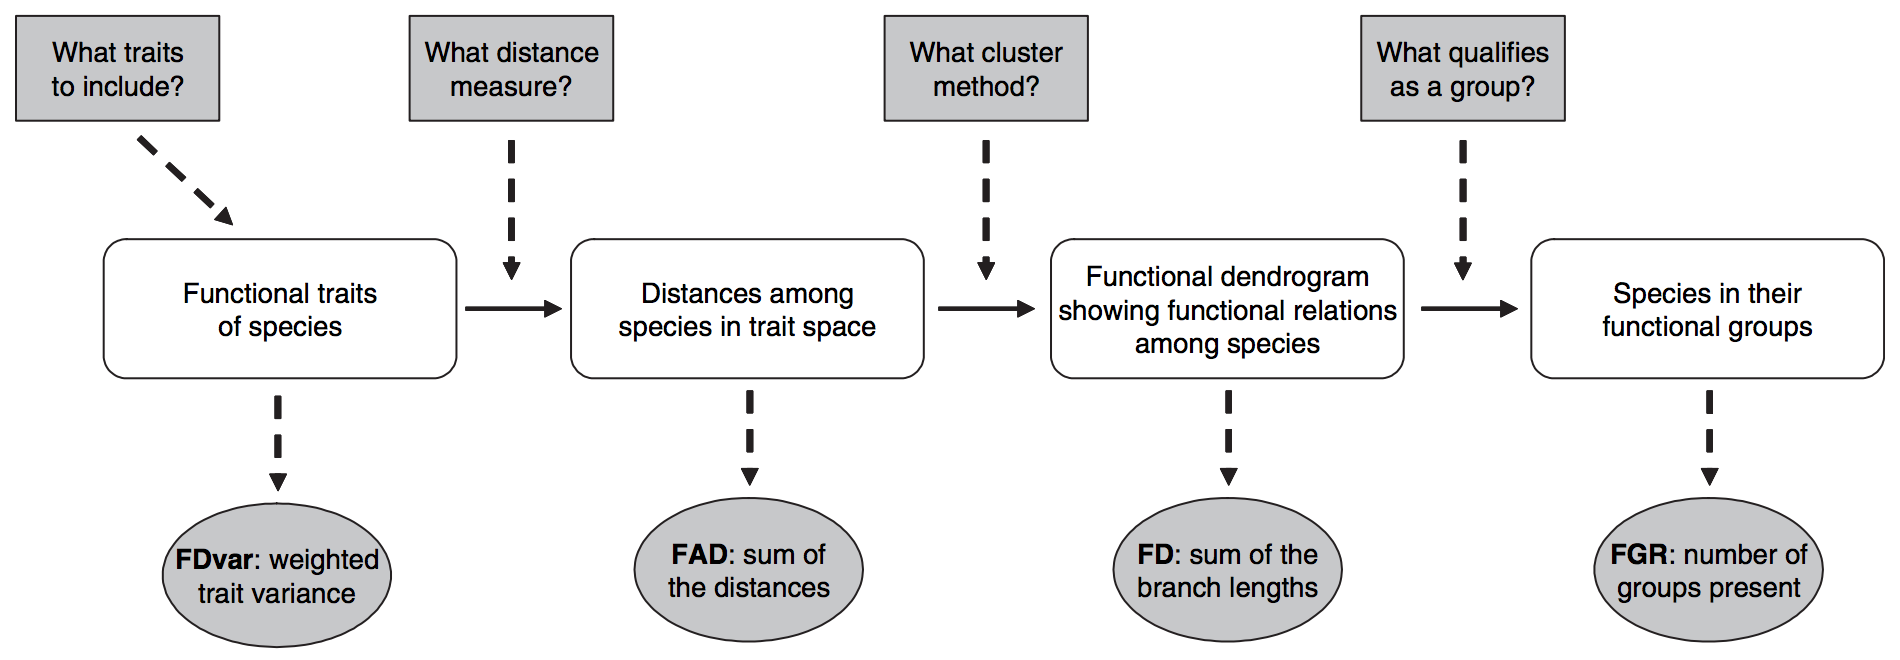 What traits
to include?
What distance
measure?
What cluster
method?
What qualifies
as a group?
Functional traits
of species
Distances among
species in trait space
Functional dendrogram
showing functional relations
among species
Species in their
functional groups
FDvar: weighted
trait variance
FAD: sum of
the distances
FD: sum of the
branch lengths
FGR: number of
groups present